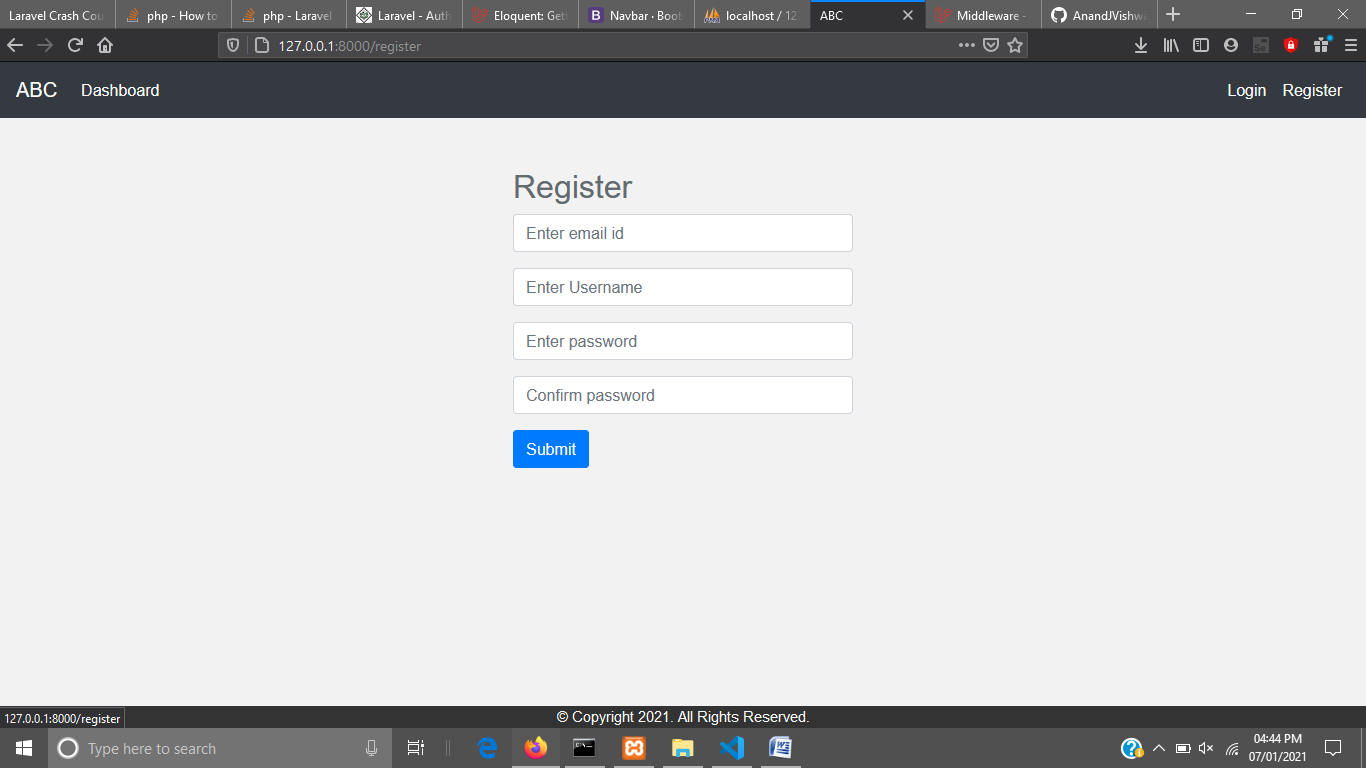 Laravel Crash Cou php - How to php - Laravel Laravel - Auth Eloquent: Get Navbar · Boot localhost / 12 ABC Middleware - AnandJVishw
127.0.0.1:8000/register
ABC Dashboard Login Register
Register
Enter email id
Enter Username
Enter password
Confirm password
Submit
© Copyright 2021. All Rights Reserved.
127.0.0.1:8000/register
Type here to search
04:44 PM
07/01/2021